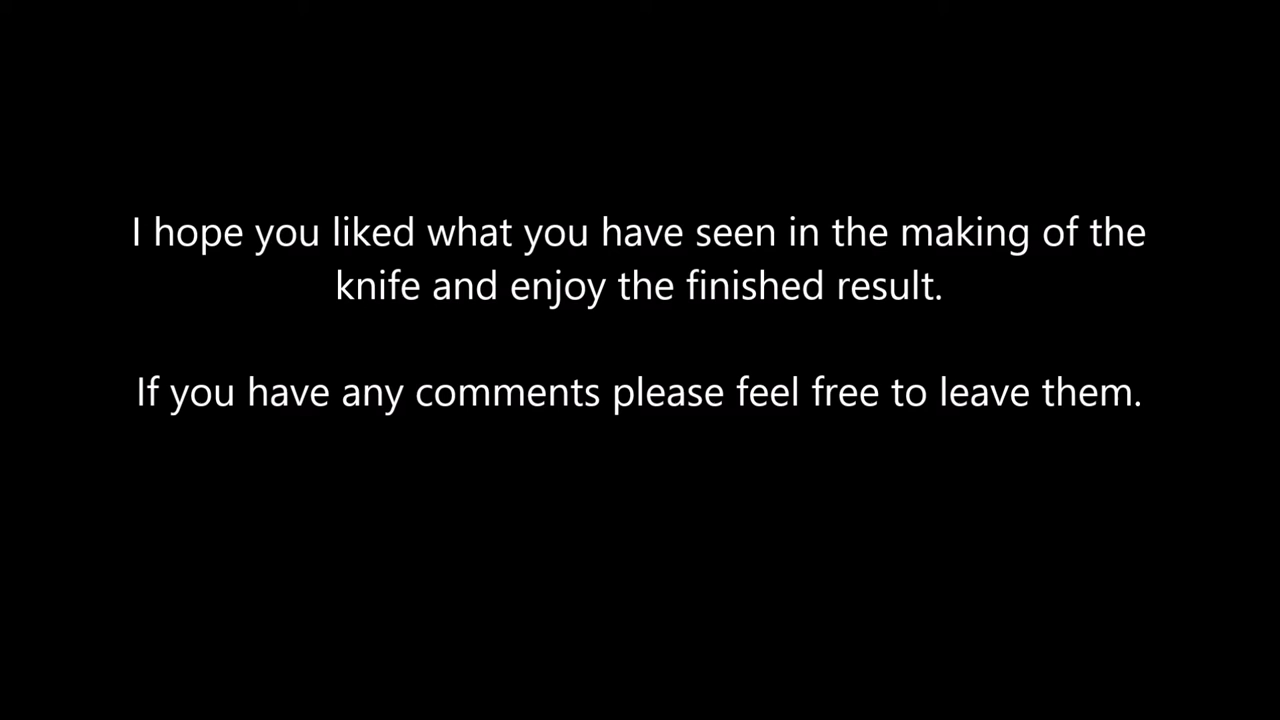 I hope you liked what you have seen in the making of the
knife and enjoy the finished result.
If you have any comments please feel free to leave them.